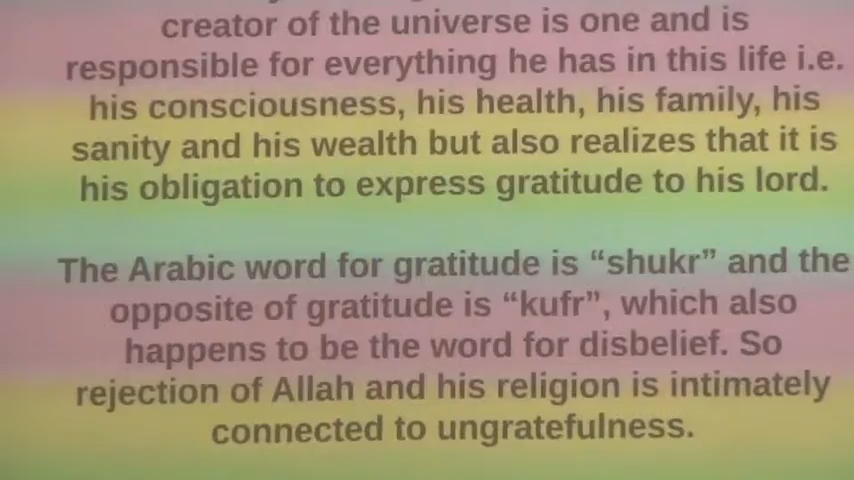 creator of the universe is one and is
responsible for everything he has in this life i.e.
his consciousness, his health, his family, his
sanity and his wealth but also realizes that it is
his obligation to express gratitude to his lord.
The Arabic word for gratitude is “shukr” and the
opposite of gratitude is “kufr”, which also
happens to be the word for disbelief. So
rejection of Allah and his religion is intimately
connected to ungratefulness.